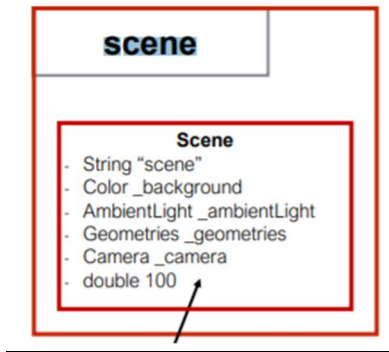 scene
Scene
- String “scene”
- Color _background
- AmbientLight _ambientLight
- Geometries _geometries
- Camera _camera
- double 100